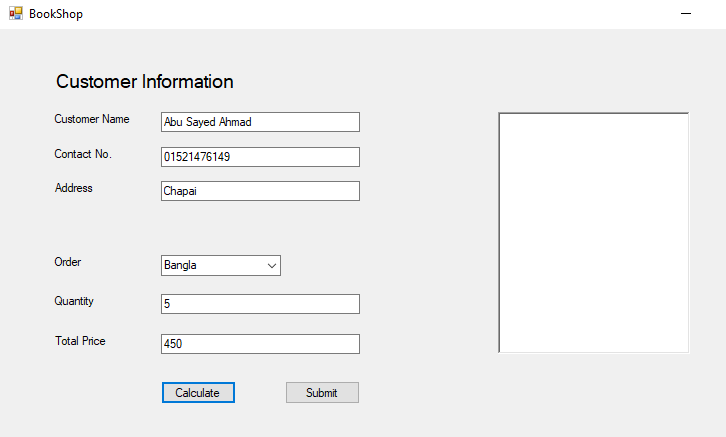 BookShop
Customer Information
Customer Name Abu Sayed Ahmad
Contact No. 01521476149
Address Chapai
Order Bangla
Quantity 5
Total Price 450
Calculate Submit